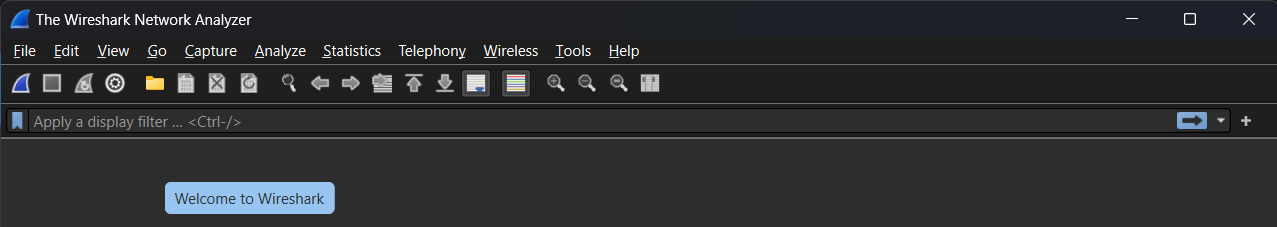 The Wireshark Network Analyzer
File Edit View Go Capture Analyze Statistics Telephony Wireless Tools Help
Apply a display filter ... <Ctrl-/>
Welcome to Wireshark